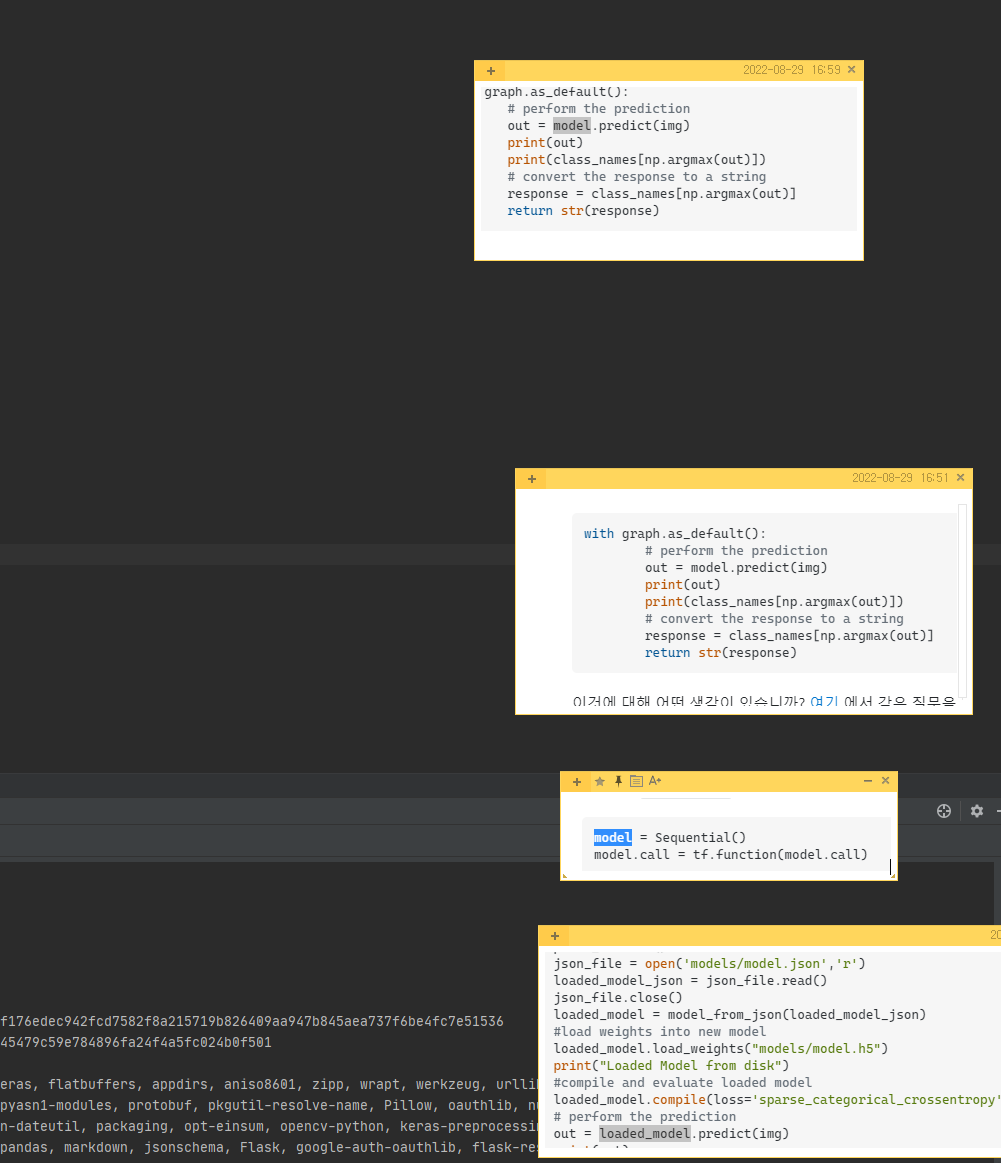 + 2022-08-29 16:59 ×
graph.as_default():
# perform the prediction
out = model.predict(img)
print(out)
print(class_names[np.argmax(out)])
# convert the response to a string
response = class_names[np.argmax(out)]
return str(response)
+ 2022-08-29 16:51 ×
with graph.as_default():
# perform the prediction
out = model.predict(img)
print(out)
print(class_names[np.argmax(out)])
# convert the response to a string
response = class_names[np.argmax(out)]
return str(response)
이것에 대해 어떤 생각이 있습니까? 여기 에서 같은 질문을
model = Sequential()
model.call = tf.function(model.call)
json_file = open('models/model.json','r')
loaded_model_json = json_file.read()
json_file.close()
loaded_model = model_from_json(loaded_model_json)
#load weights into new model
loaded_model.load_weights("models/model.h5")
print("Loaded Model from disk")
#compile and evaluate loaded model
loaded_model.compile(loss='sparse_categorical_crossentropy'
# perform the prediction
out = loaded_model.predict(img)
f176edec942fcd7582f8a215719b826409aa947b845aea737f6be4fc7e51536
45479c59e784896fa24f4a5fc024b0f501
eras, flatbuffers, appdirs, aniso8601, zipp, wrapt, werkzeug, urllib
pyasn1-modules, protobuf, pkgutil-resolve-name, Pillow, oauthlib,
n-dateutil, packaging, opt-einsum, opencv-python, keras-preprocessin
pandas, markdown, jsonschema, Flask, google-auth-oauthlib, flask-res